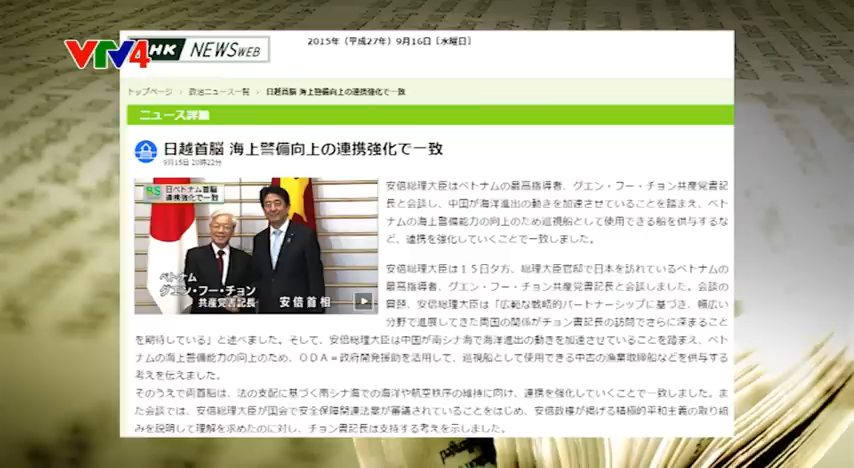 VTV4
NHK NEWS WEB
2015年（平成27年）9月16日［水曜日］
トップページ › 政治ニュース一覧 › 日越首脳 海上警備向上の連携強化で一致
ニュース詳細
日越首脳 海上警備向上の連携強化で一致
9月15日 20時22分
日ベトナム首脳
連携強化で一致
ベトナム
グエン・フー・チョン
共産党書記長
安倍首相
安倍総理大臣はベトナムの最高指導者、グエン・フー・チョン共産党書記
長と会談し、中国が海洋進出の動きを加速させていることを踏まえ、ベト
ナムの海上警備能力の向上のため巡視船として使用できる船を供与するな
ど、連携を強化していくことで一致しました。
安倍総理大臣は１５日夕方、総理大臣官邸で日本を訪れているベトナムの
最高指導者、グエン・フー・チョン共産党書記長と会談しました。会談の
冒頭、安倍総理大臣は「広範な戦略的パートナーシップに基づき、幅広い
分野で進展してきた両国の関係がチョン書記長の訪問でさらに深まること
を期待している」と述べました。そして、安倍総理大臣は中国が南シナ海で海洋進出の動きを加速させていることを踏まえ、ベト
ナムの海上警備能力の向上のため、ＯＤＡ＝政府開発援助を活用して、巡視船として使用できる中古の漁業取締船などを供与する
考えを伝えました。
そのうえで両首脳は、法の支配に基づく南シナ海での海洋や航空秩序の維持に向け、連携を強化していくことで一致しました。ま
た会談では、安倍総理大臣が国会で安全保障関連法案が審議されていることをはじめ、安倍政権が掲げる積極的平和主義の取り組
みを説明して理解を求めたのに対し、チョン書記長は支持する考えを示しました。